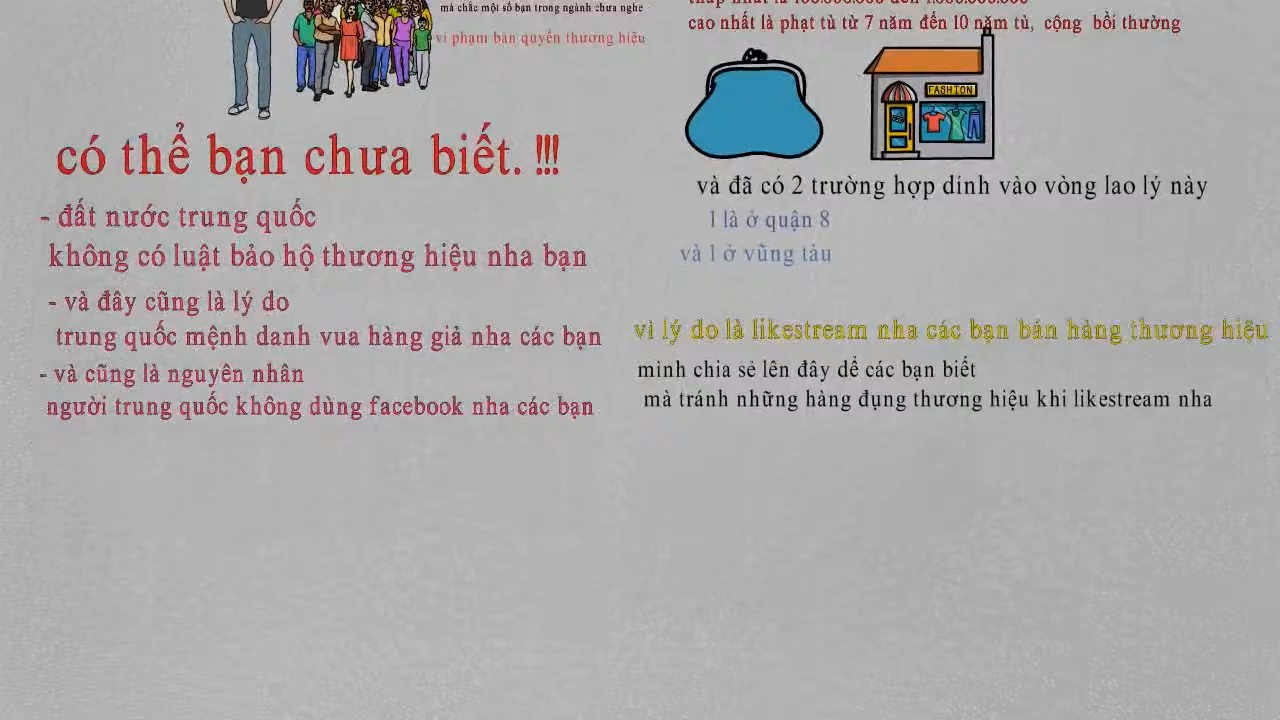 mà chắc một số bạn trong ngành chưa nghe
vi phạm bản quyền thương hiệu
có thể bạn chưa biết. !!!
- đất nước trung quốc
không có luật bảo hộ thương hiệu nha bạn
- và đây cũng là lý do
trung quốc mệnh danh vua hàng giả nha các bạn
- và cũng là nguyên nhân
người trung quốc không dùng facebook nha các bạn
cao nhất là phạt tù từ 7 năm đến 10 năm tù, cộng bồi thường
FASHION
và đã có 2 trường hợp dính vào vòng lao lý này
1 là ở quận 8
và 1 ở vũng tàu
vì lý do là likestream nha các bạn bán hàng thương hiệu
mình chia sẻ lên đây dể các bạn biết
mà tránh những hàng đụng thương hiệu khi likestream nha